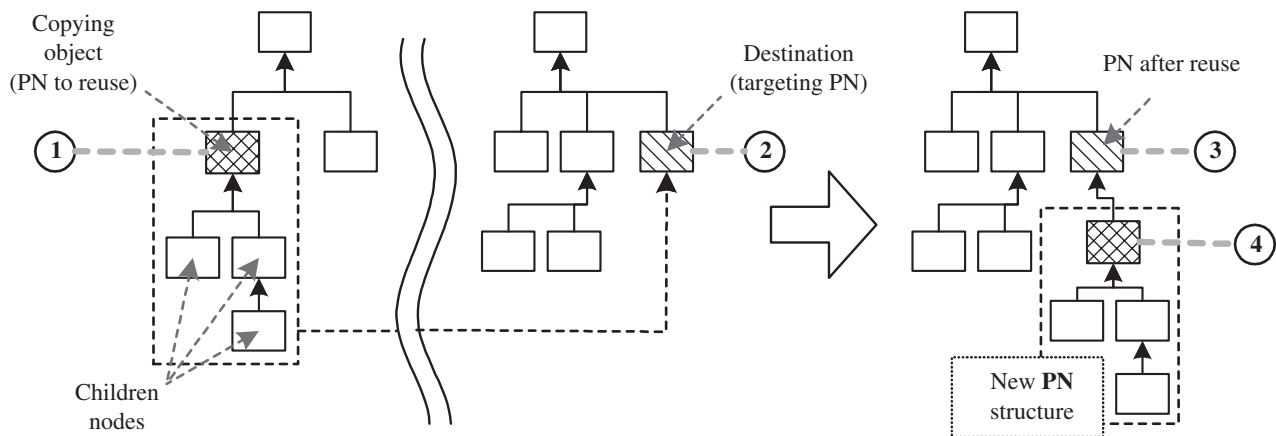 Copying
object
(PN to reuse)
1
Children
nodes
Destination
(targeting PN)
2
PN after reuse
3
4
New PN
structure